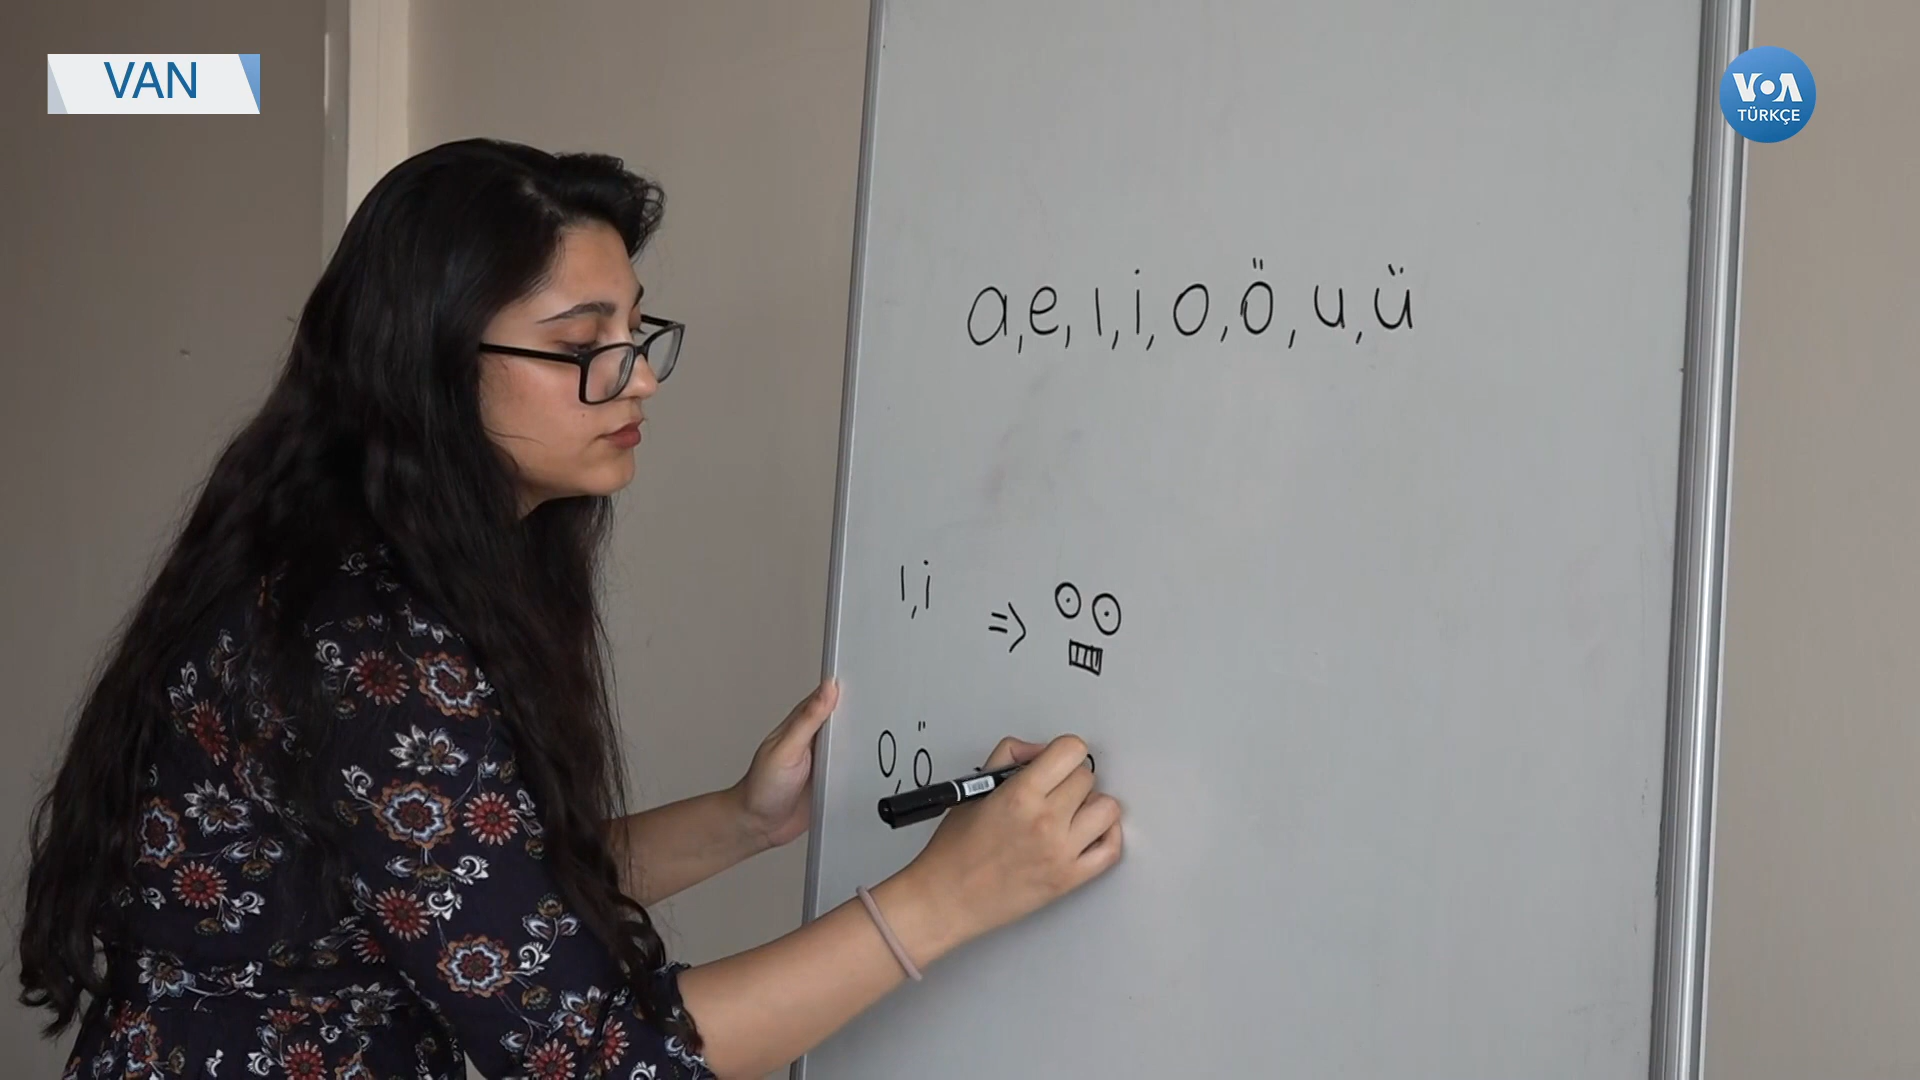 VAN
VOA
TÜRKÇE
a, e, ı, i, o, ö, u, ü
ı, i =>
o, ö